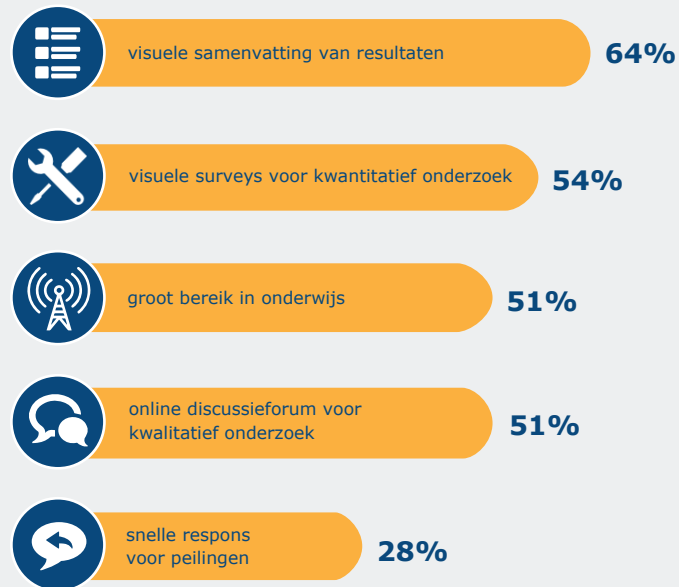 visuele samenvatting van resultaten
64%
visuele surveys voor kwantitatief onderzoek
54%
groot bereik in onderwijs
51%
online discussieforum voor
kwalitatief onderzoek
51%
snelle respons
voor peilingen
28%